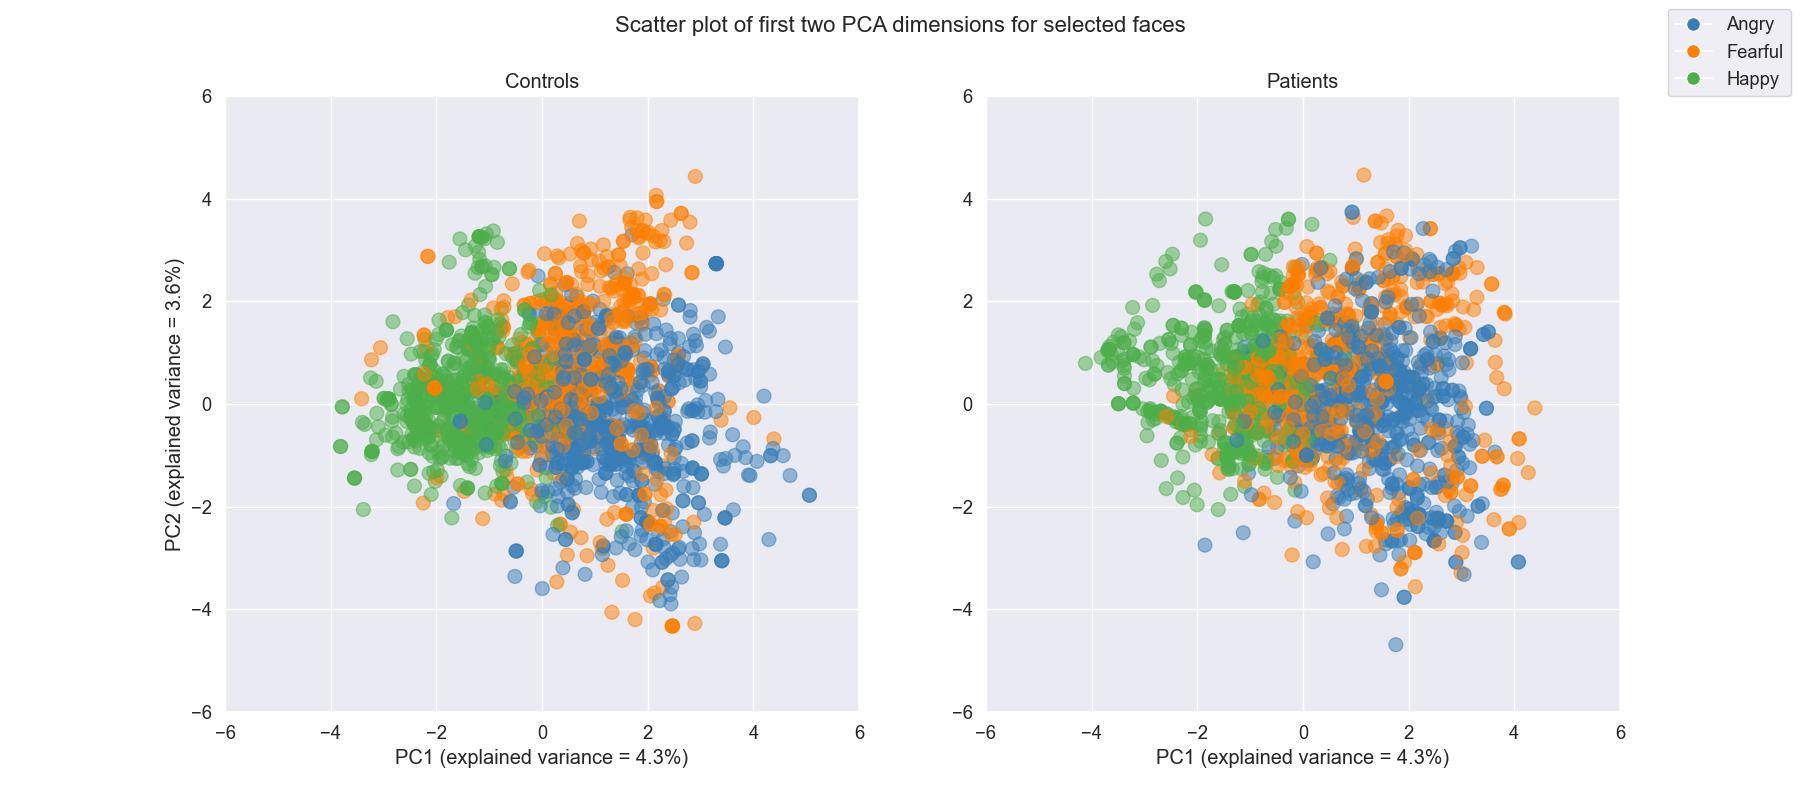 Scatter plot of first two PCA dimensions for selected faces
Angry
Fearful
Happy
Controls
Patients
6
4
2
0
−2
−4
−6
−6 −4 −2 0 2 4 6
PC1 (explained variance = 4.3%)
PC2 (explained variance = 3.6%)
6
4
2
0
−2
−4
−6
−6 −4 −2 0 2 4 6
PC1 (explained variance = 4.3%)